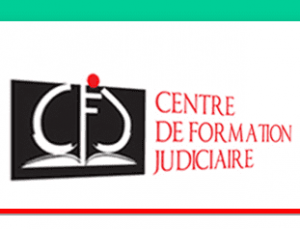 CFJ
CENTRE
DE FORMATION
JUDICIAIRE